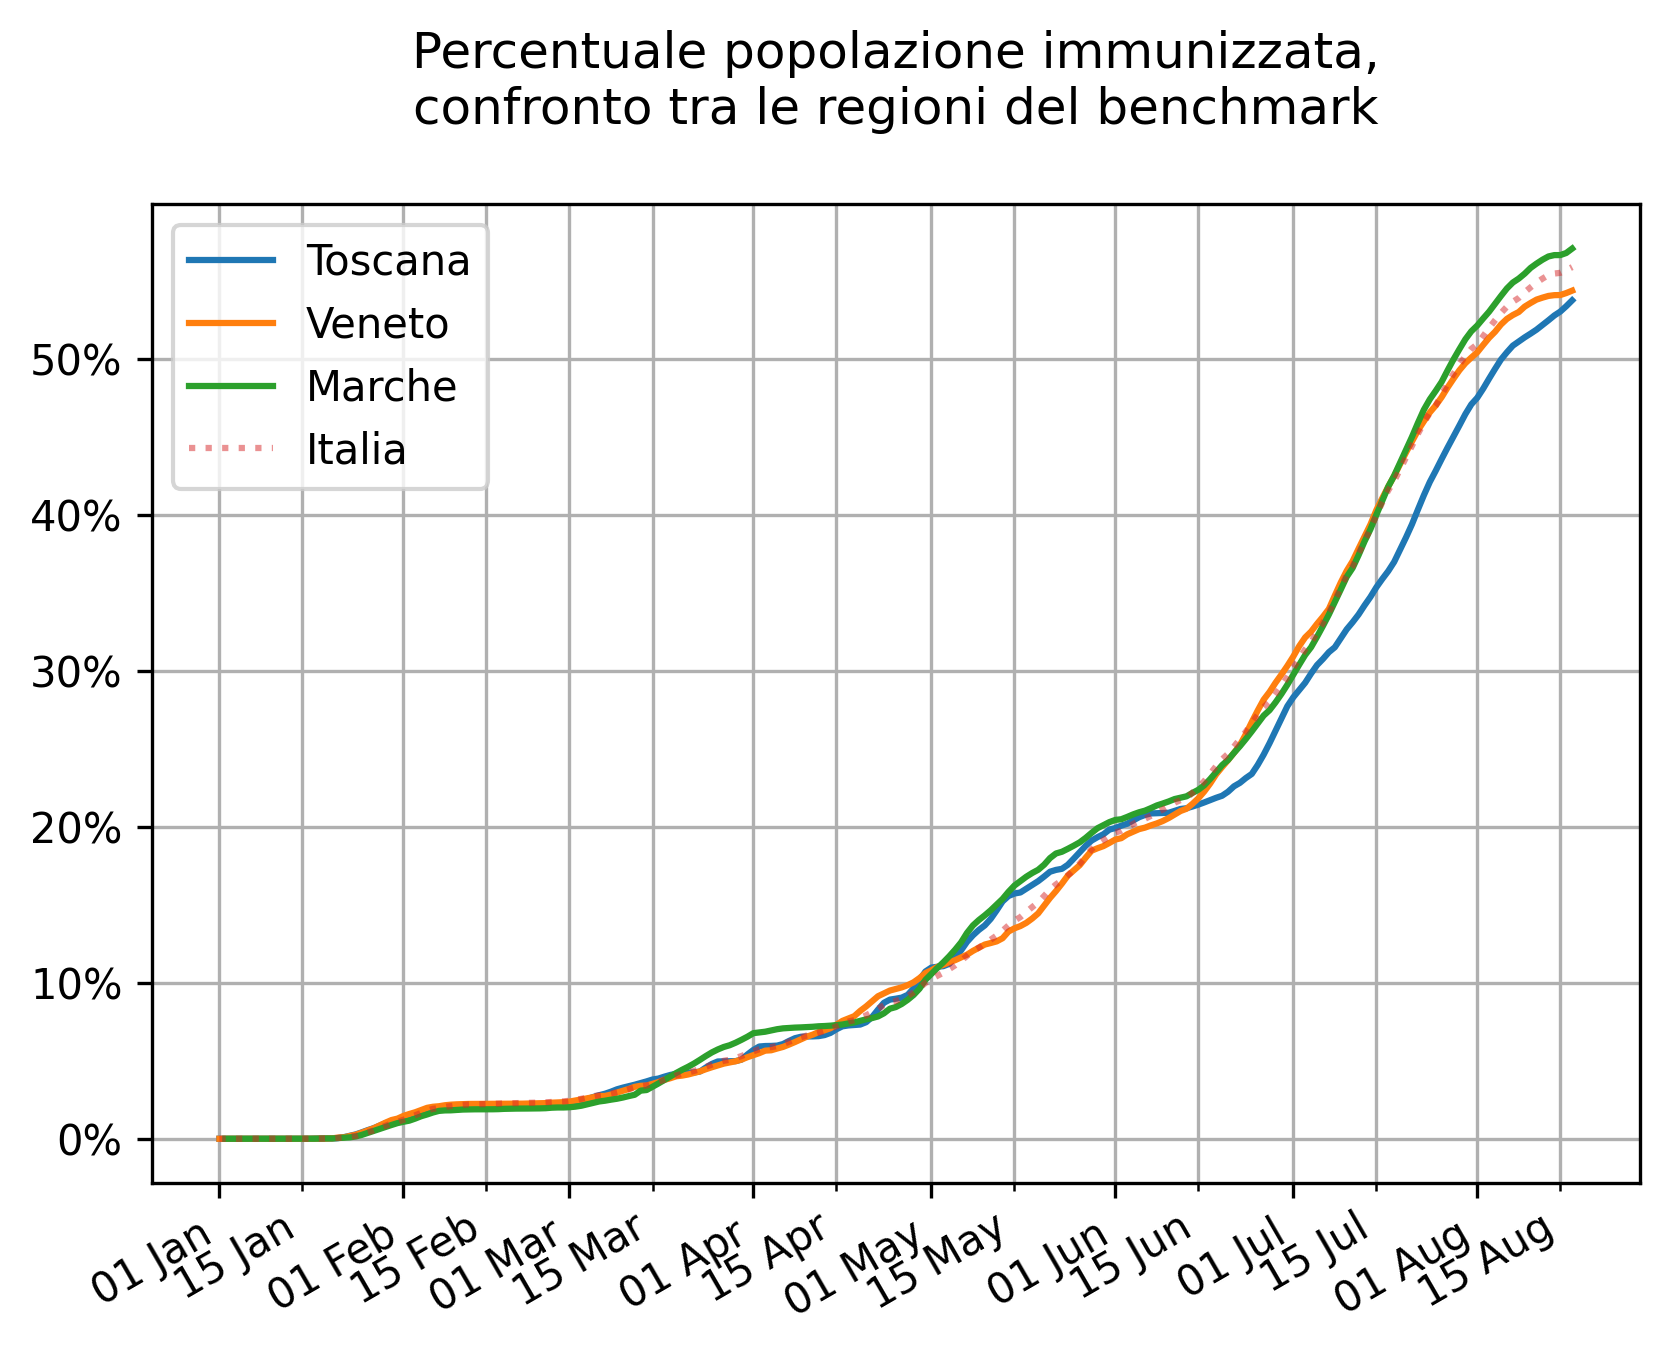 Percentuale popolazione immunizzata,
confronto tra le regioni del benchmark
Toscana
Veneto
Marche
Italia
50%
40%
30%
20%
10%
0%
01 Jan
15 Jan
01 Feb
15 Feb
01 Mar
15 Mar
01 Apr
15 Apr
01 May
15 May
01 Jun
15 Jun
01 Jul
15 Jul
01 Aug
15 Aug